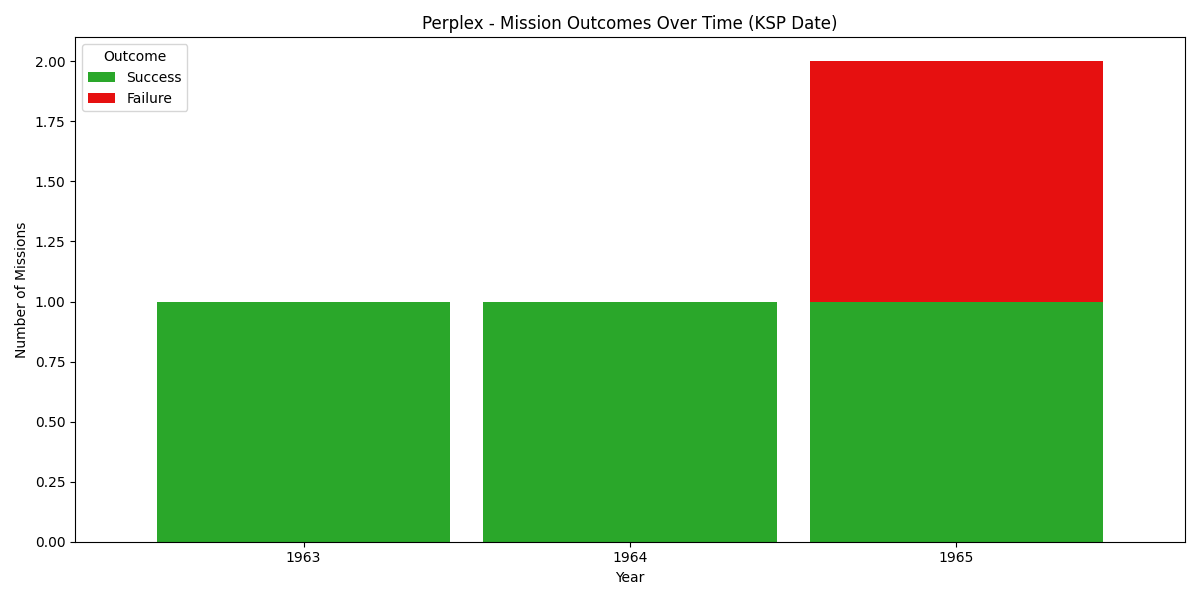 Perplex - Mission Outcomes Over Time (KSP Date)
Outcome
Success
Failure
2.00
1.75
1.50
1.25
1.00
0.75
0.50
0.25
0.00
Number of Missions
1963 1964 1965
Year